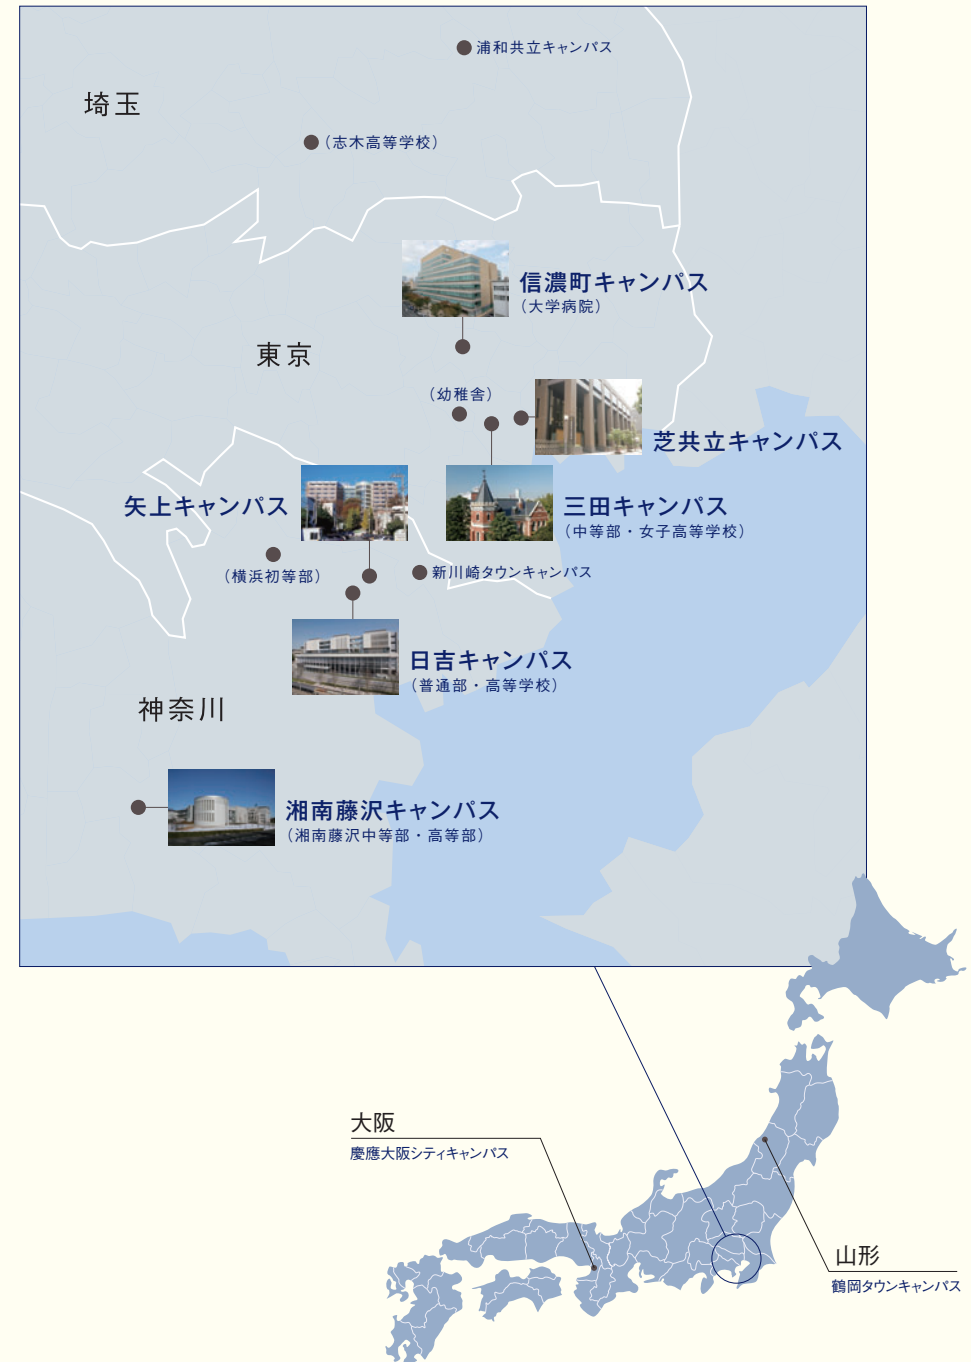 浦和共立キャンパス
埼玉
（志木高等学校）
信濃町キャンパス
（大学病院）
東京
（幼稚舎）
芝共立キャンパス
矢上キャンパス
三田キャンパス
（中等部・女子高等学校）
（横浜初等部）
新川崎タウンキャンパス
日吉キャンパス
（普通部・高等学校）
神奈川
湘南藤沢キャンパス
（湘南藤沢中等部・高等部）
大阪
慶應大阪シティキャンパス
山形
鶴岡タウンキャンパス